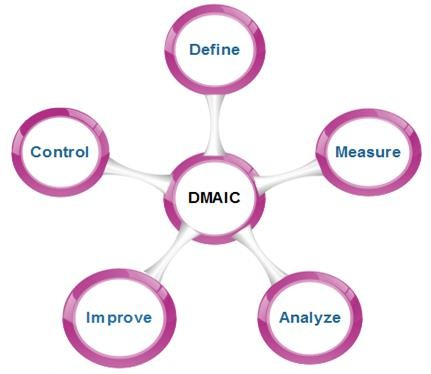 Define
Control
Measure
DMAIC
Improve
Analyze